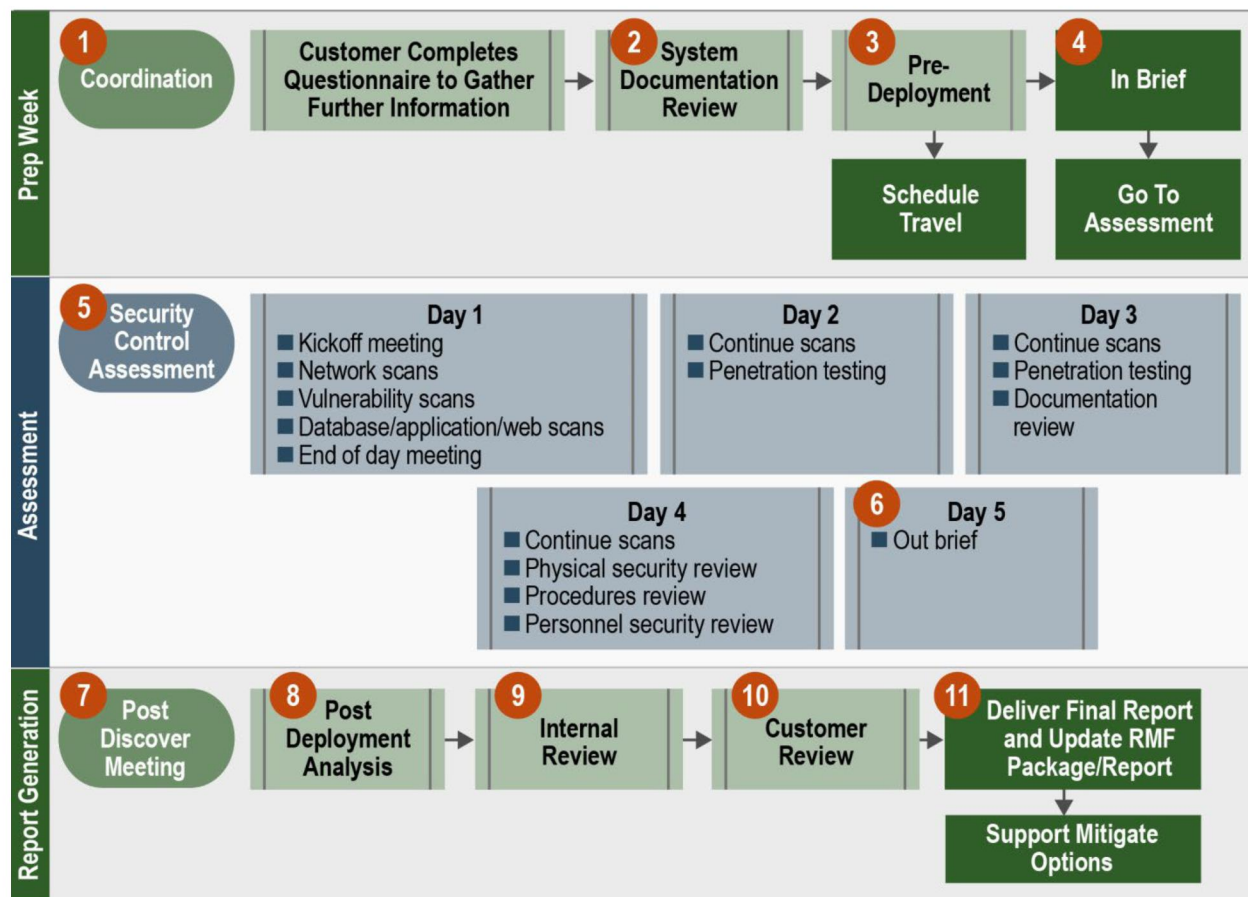 Prep Week
1
Coordination
Customer Completes
Questionnaire to Gather
Further Information
2
System
Documentation
Review
3
Pre-
Deployment
4
In Brief
Schedule
Travel
Go To
Assessment
Assessment
5
Security
Control
Assessment
Day 1
Kickoff meeting
Network scans
Vulnerability scans
Database/application/web scans
End of day meeting
Day 2
Continue scans
Penetration testing
Day 3
Continue scans
Penetration testing
Documentation
review
Day 4
Continue scans
Physical security review
Procedures review
Personnel security review
6
Day 5
Out brief
Report Generation
7
Post
Discover
Meeting
8
Post
Deployment
Analysis
9
Internal
Review
10
Customer
Review
11
Deliver Final Report
and Update RMF
Package/Report
Support Mitigate
Options